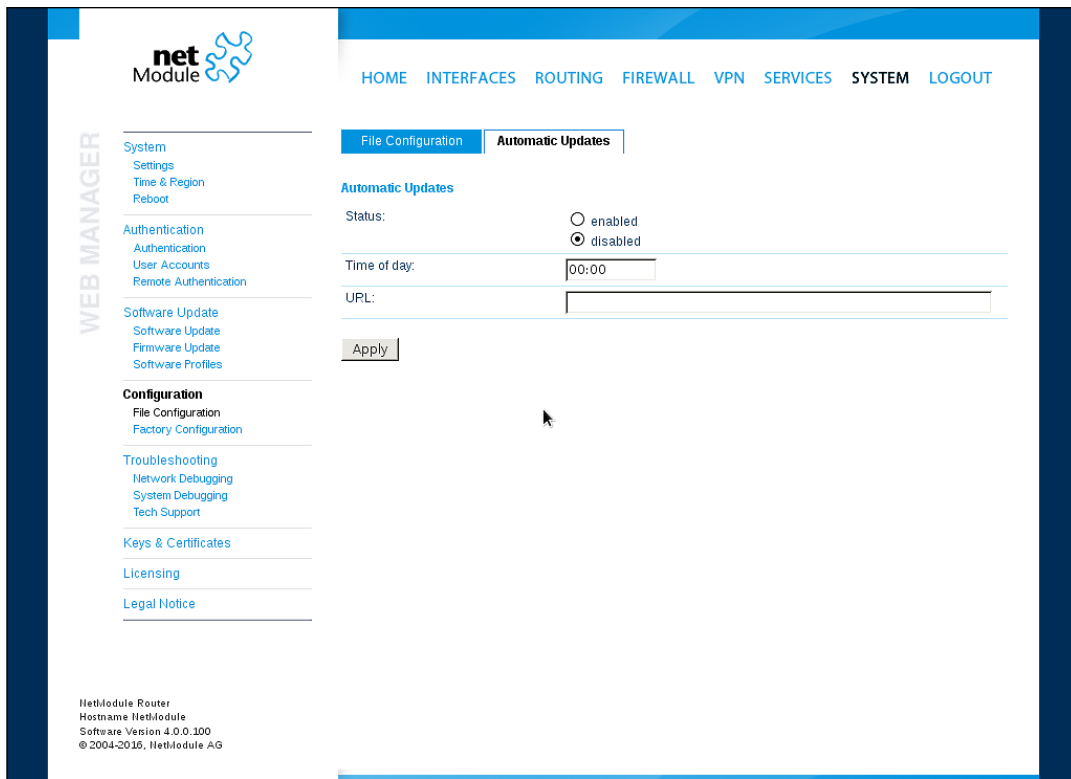 net
Module
HOME INTERFACES ROUTING FIREWALL VPN SERVICES SYSTEM LOGOUT
WEB MANAGER
System
Settings
Time & Region
Reboot
Authentication
Authentication
User Accounts
Remote Authentication
Software Update
Software Update
Firmware Update
Software Profiles
Configuration
File Configuration
Factory Configuration
Troubleshooting
Network Debugging
System Debugging
Tech Support
Keys & Certificates
Licensing
Legal Notice
File Configuration Automatic Updates
Automatic Updates
Status:
enabled
disabled
Time of day: 00:00
URL:
Apply
NetModule Router
Hostname NetModule
Software Version 4.0.0.100
© 2004-2016, NetModule AG